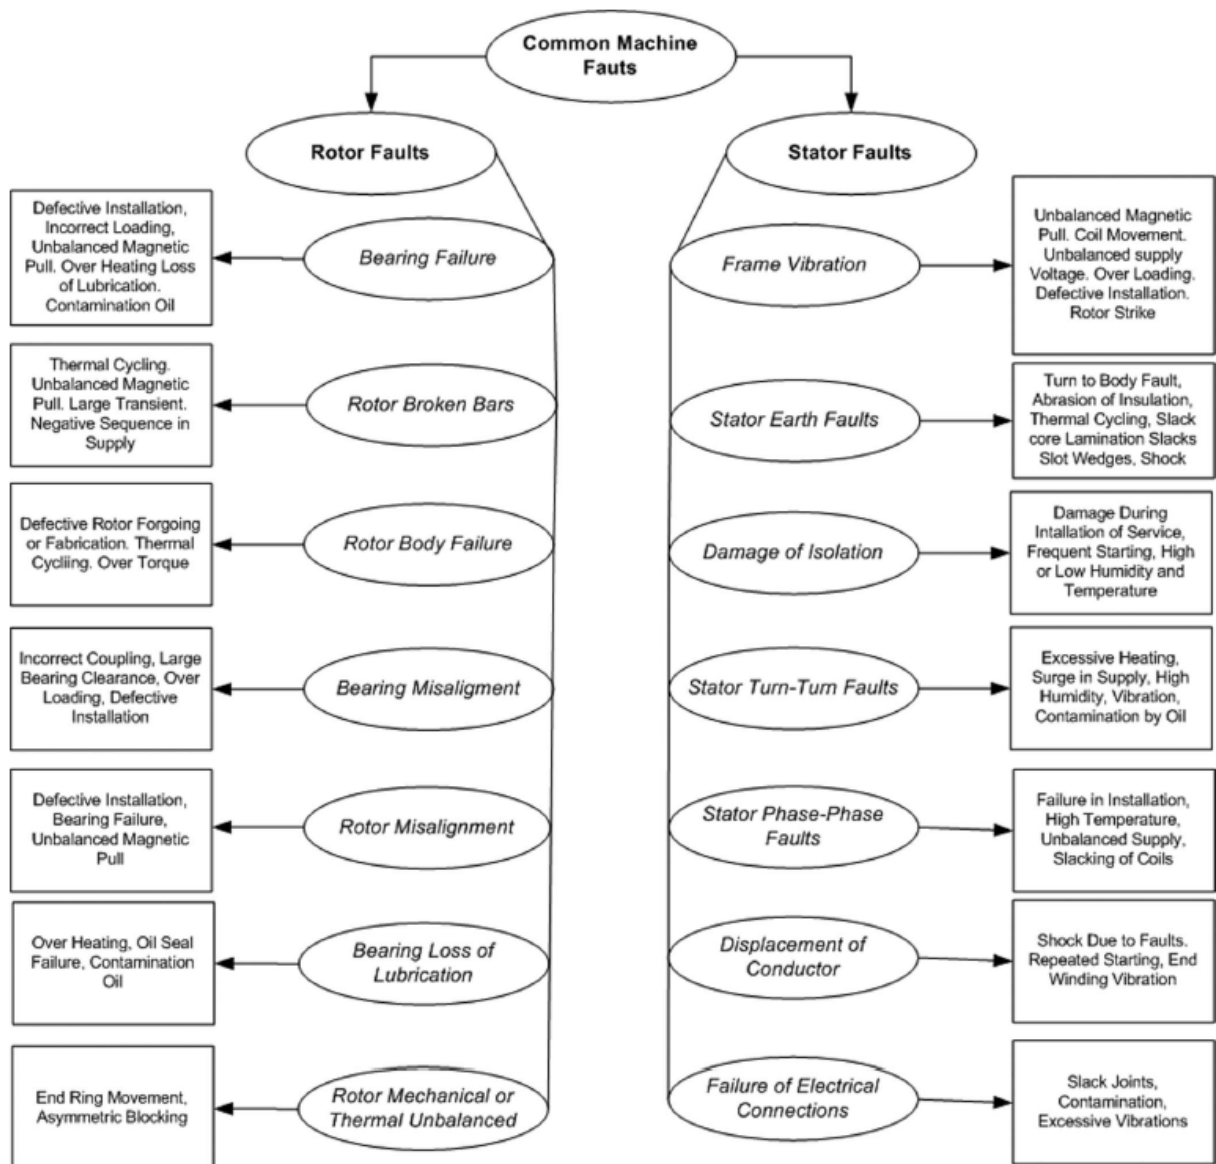 Common Machine
Fauts
Rotor Faults
Stator Faults
Defective Installation,
Incorrect Loading,
Unbalanced Magnetic
Pull. Over Heating Loss
of Lubrication.
Contamination Oil
Bearing Failure
Frame Vibration
Unbalanced Magnetic
Pull. Coil Movement.
Unbalanced supply
Voltage. Over Loading.
Defective Installation.
Rotor Strike
Thermal Cycling.
Unbalanced Magnetic
Pull. Large Transient.
Negative Sequence in
Supply
Rotor Broken Bars
Stator Earth Faults
Turn to Body Fault,
Abrasion of Insulation,
Thermal Cycling, Slack
core Lamination Slacks
Slot Wedges, Shock
Defective Rotor Forgoing
or Fabrication. Thermal
Cycliing. Over Torque
Rotor Body Failure
Damage of Isolation
Damage During
Intallation of Service,
Frequent Starting, High
or Low Humidity and
Temperature
Incorrect Coupling, Large
Bearing Clearance, Over
Loading, Defective
Installation
Bearing Misaligment
Stator Turn-Turn Faults
Excessive Heating,
Surge in Supply, High
Humidity, Vibration,
Contamination by Oil
Defective Installation,
Bearing Failure,
Unbalanced Magnetic
Pull
Rotor Misalignment
Stator Phase-Phase
Faults
Failure in Installation,
High Temperature,
Unbalanced Supply,
Slacking of Coils
Over Heating, Oil Seal
Failure, Contamination
Oil
Bearing Loss of
Lubrication
Displacement of
Conductor
Shock Due to Faults.
Repeated Starting, End
Winding Vibration
End Ring Movement,
Asymmetric Blocking
Rotor Mechanical or
Thermal Unbalanced
Failure of Electrical
Connections
Slack Joints,
Contamination,
Excessive Vibrations